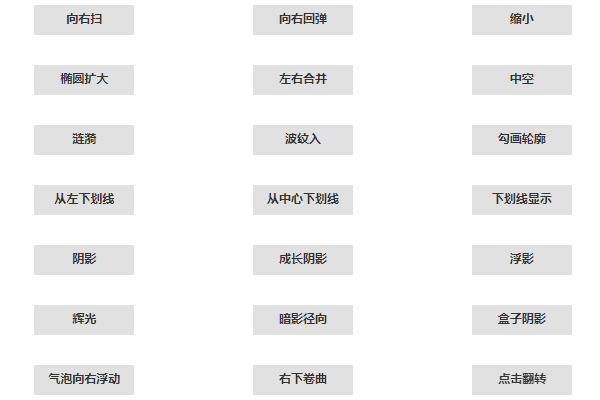 向右扫
向右回弹
缩小
椭圆扩大
左右合并
中空
涟漪
波纹入
勾画轮廓
从左下划线
从中心下划线
下划线显示
阴影
成长阴影
浮影
辉光
暗影径向
盒子阴影
气泡向右浮动
右下卷曲
点击翻转